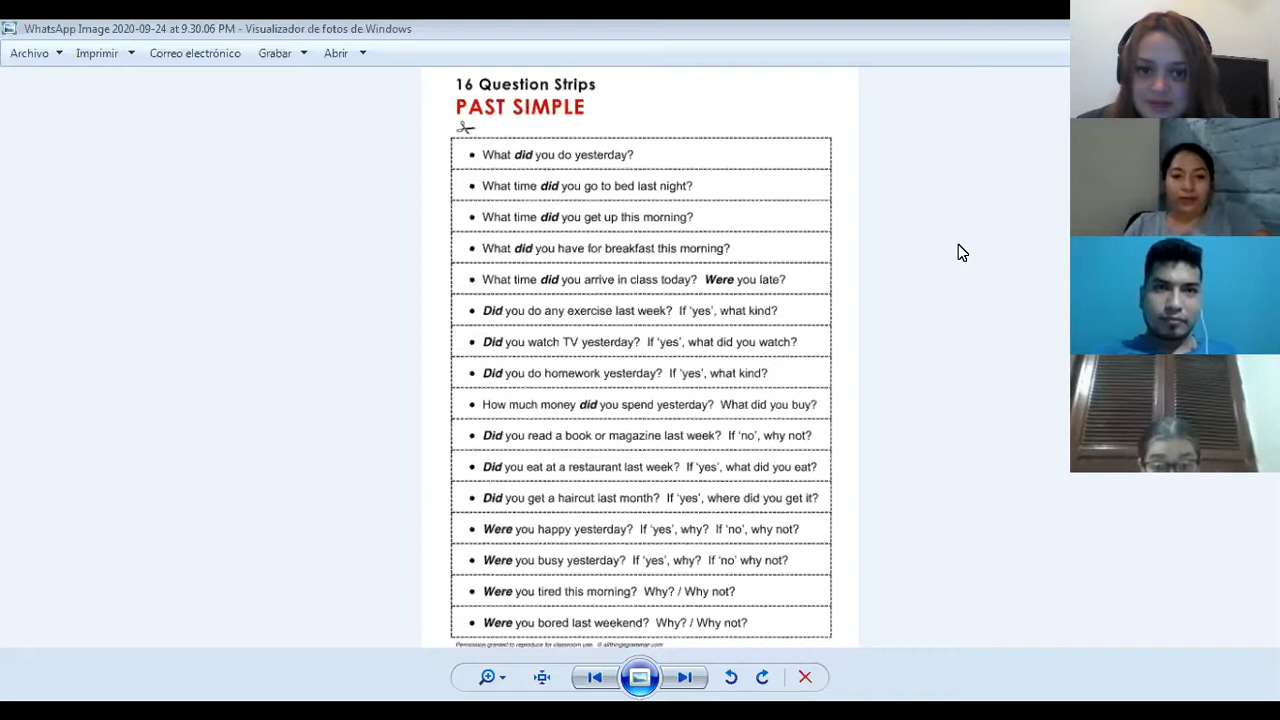 WhatsApp Image 2020-09-24 at 9.30.06 PM - Visualizador de fotos de Windows
Archivo Imprimir Correo electrónico Grabar Abrir
16 Question Strips
PAST SIMPLE
• What did you do yesterday?
• What time did you go to bed last night?
• What time did you get up this morning?
• What did you have for breakfast this morning?
• What time did you arrive in class today? Were you late?
• Did you do any exercise last week? If 'yes', what kind?
• Did you watch TV yesterday? If 'yes', what did you watch?
• Did you do homework yesterday? If 'yes', what kind?
• How much money did you spend yesterday? What did you buy?
• Did you read a book or magazine last week? If 'no', why not?
• Did you eat at a restaurant last week? If 'yes', what did you eat?
• Did you get a haircut last month? If 'yes', where did you get it?
• Were you happy yesterday? If 'yes', why? If 'no', why not?
• Were you busy yesterday? If 'yes', why? If 'no' why not?
• Were you tired this morning? Why? / Why not?
• Were you bored last weekend? Why? / Why not?
Permission granted to reproduce for classroom use. © allthingsgrammar.com